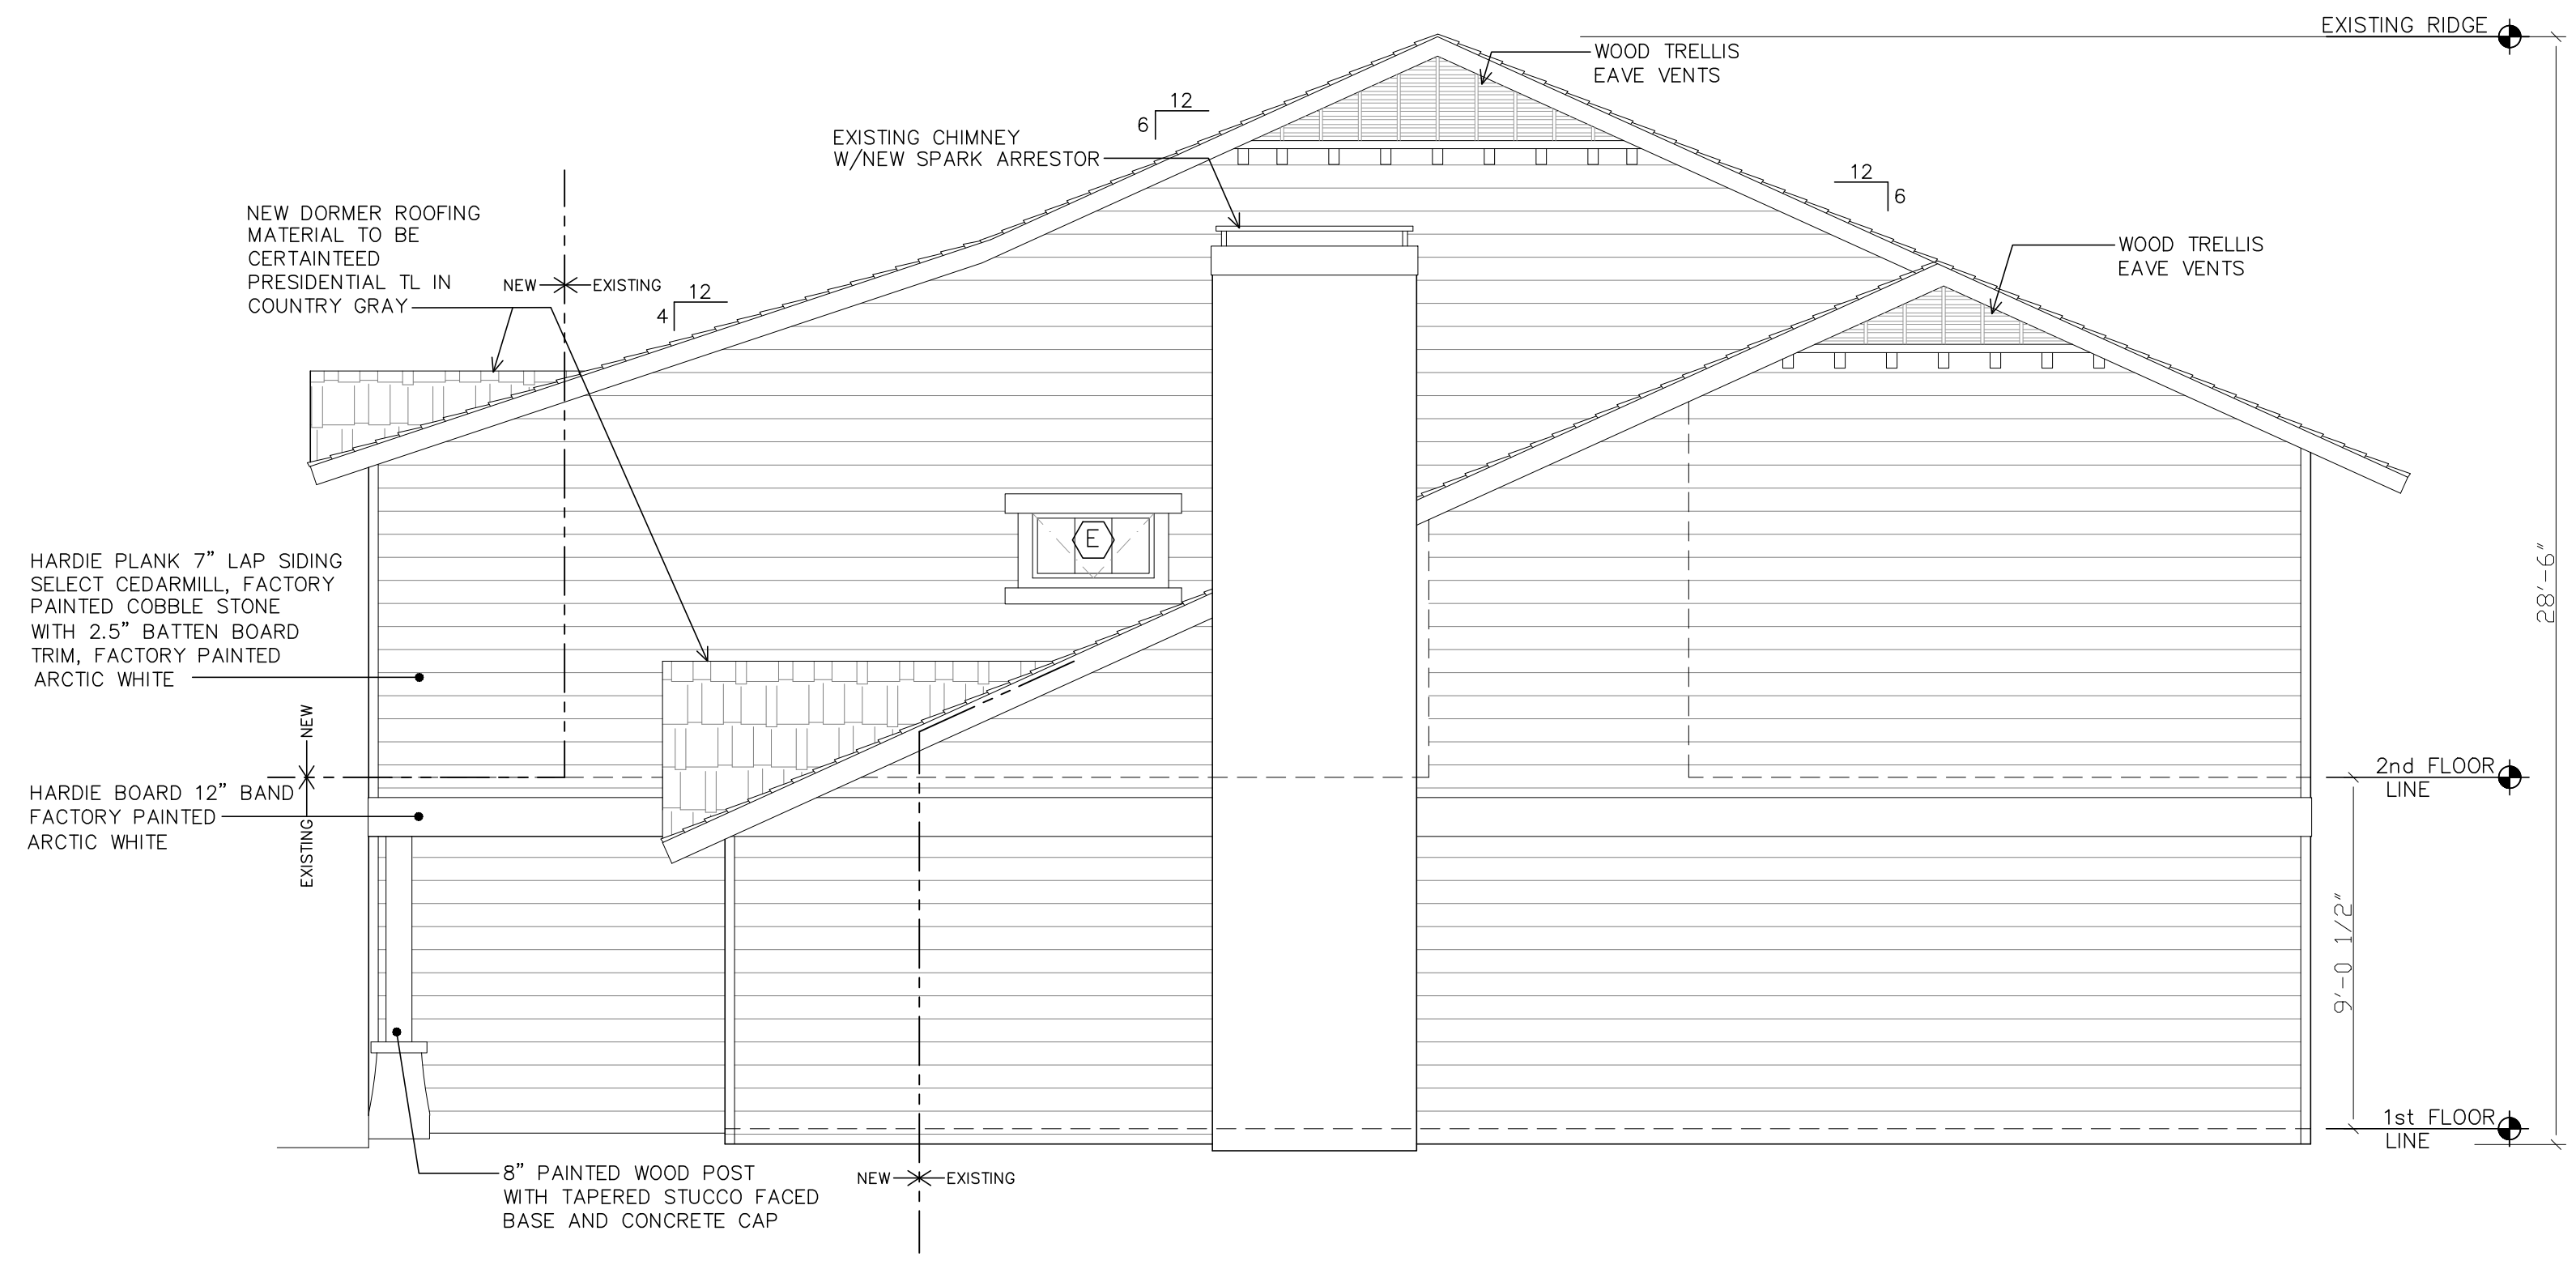 EXISTING RIDGE
WOOD TRELLIS
EAVE VENTS
12
6
EXISTING CHIMNEY
W/NEW SPARK ARRESTOR
12
6
NEW DORMER ROOFING
MATERIAL TO BE
CERTAINTEED
PRESIDENTIAL TL IN
COUNTRY GRAY
NEW EXISTING
12
4
WOOD TRELLIS
EAVE VENTS
E
HARDIE PLANK 7” LAP SIDING
SELECT CEDARMILL, FACTORY
PAINTED COBBLE STONE
WITH 2.5” BATTEN BOARD
TRIM, FACTORY PAINTED
ARCTIC WHITE
28'-6"
NEW
EXISTING
2nd FLOOR
LINE
HARDIE BOARD 12” BAND
FACTORY PAINTED
ARCTIC WHITE
9'-0 1/2"
1st FLOOR
LINE
8” PAINTED WOOD POST
WITH TAPERED STUCCO FACED
BASE AND CONCRETE CAP
NEW EXISTING